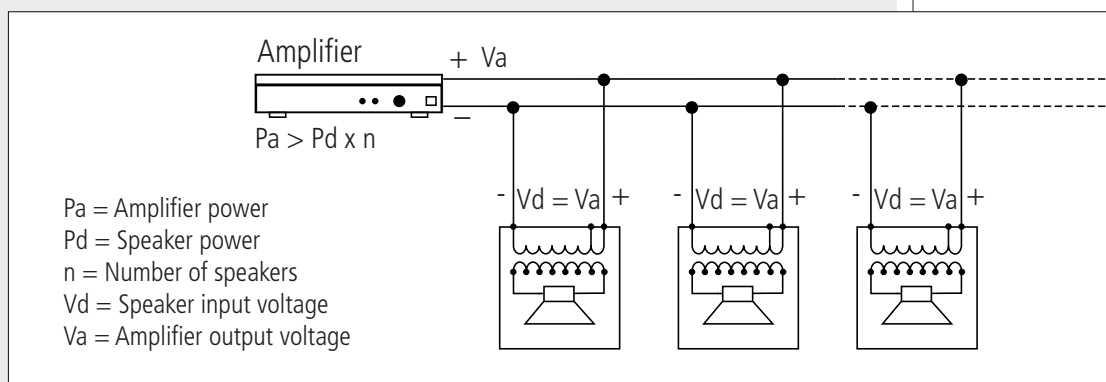 Amplifier
+ Va
–
Pa > Pd x n
- Vd = Va +
- Vd = Va +
- Vd = Va +
Pa = Amplifier power
Pd = Speaker power
n = Number of speakers
Vd = Speaker input voltage
Va = Amplifier output voltage